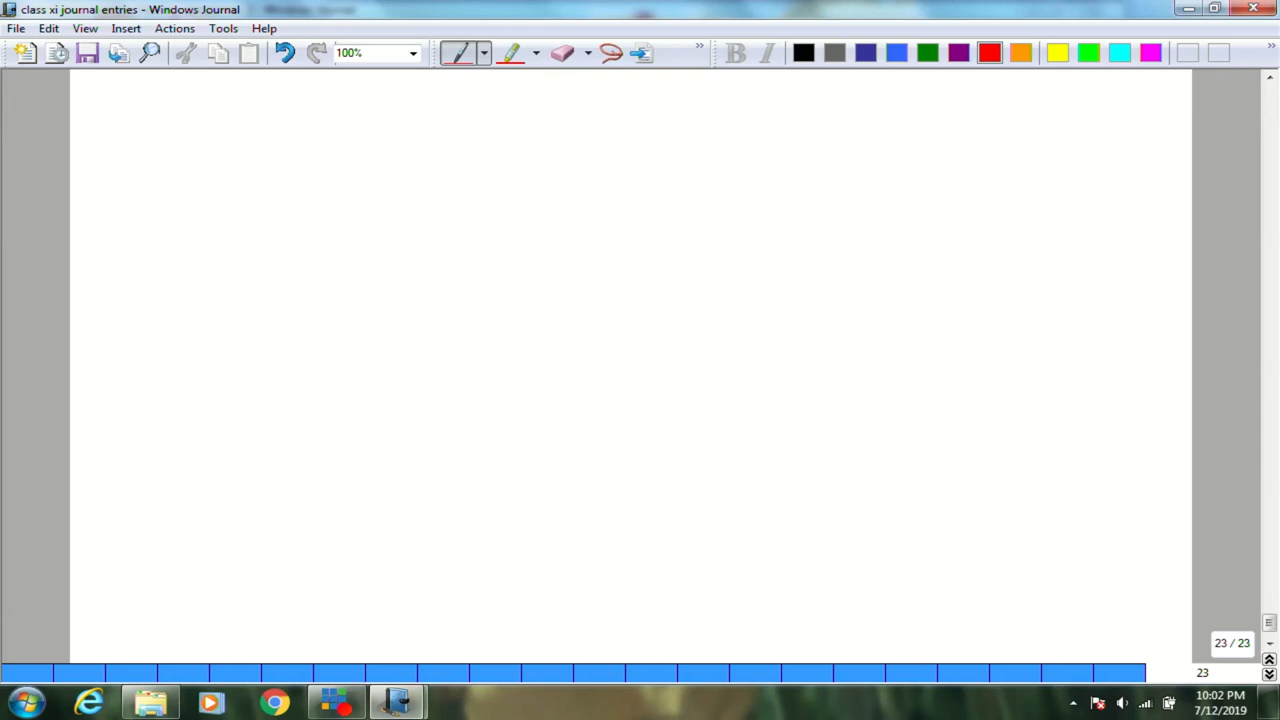 class xi journal entries - Windows Journal
File Edit View Insert Actions Tools Help
100% B I
23 / 23
23
10:02 PM
7/12/2019